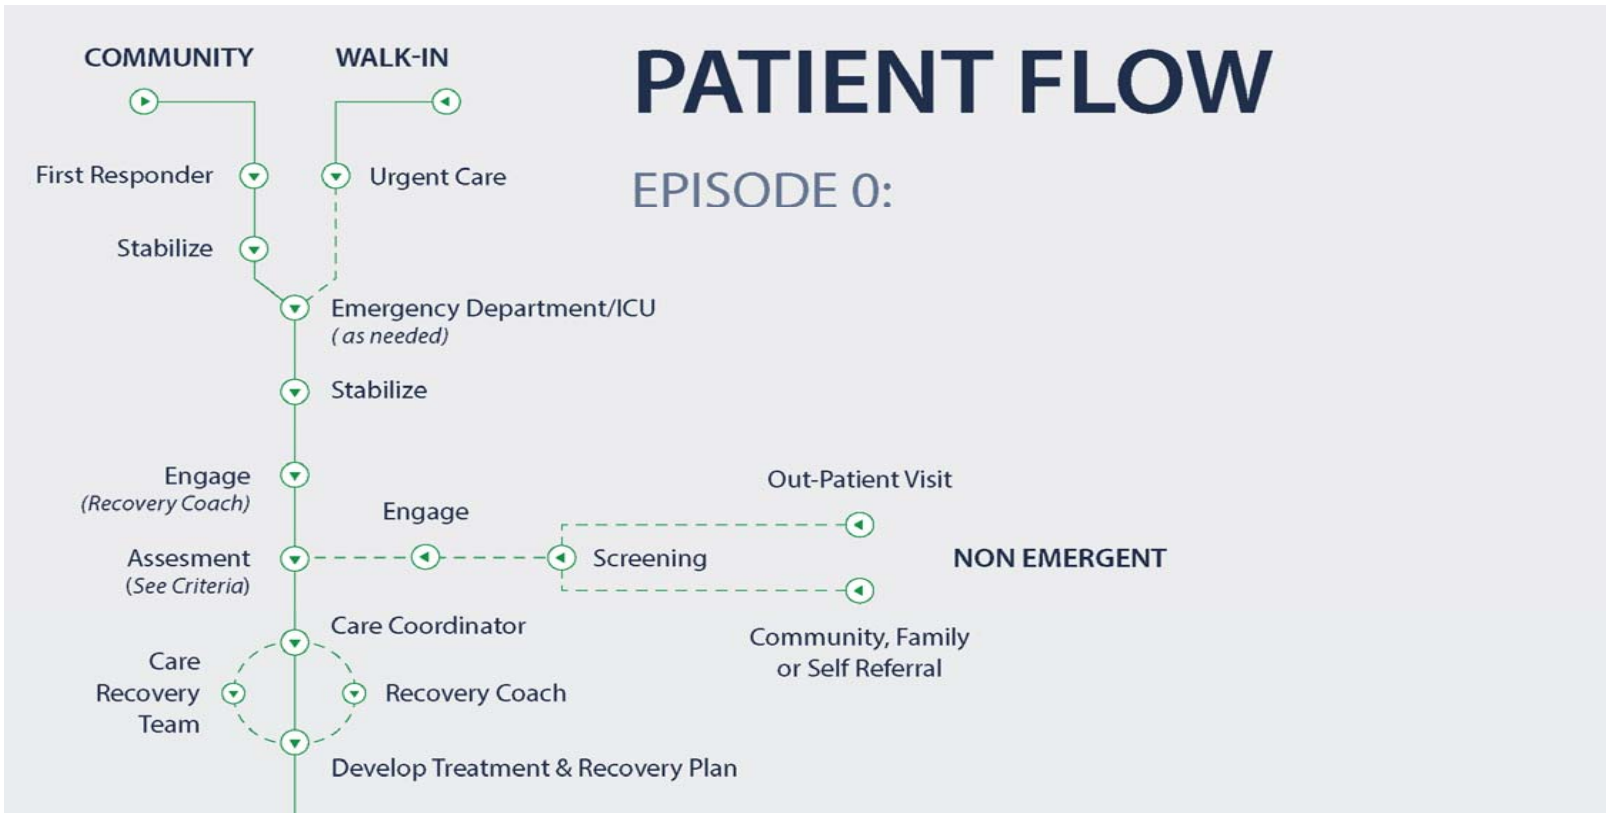 COMMUNITY
WALK-IN
PATIENT FLOW
EPISODE 0:
First Responder
Urgent Care
Stabilize
Emergency Department/ICU
( as needed)
Stabilize
Engage
(Recovery Coach)
Engage
Out-Patient Visit
Assesment
(See Criteria)
Screening
NON EMERGENT
Care Coordinator
Community, Family
or Self Referral
Care
Recovery
Team
Recovery Coach
Develop Treatment & Recovery Plan